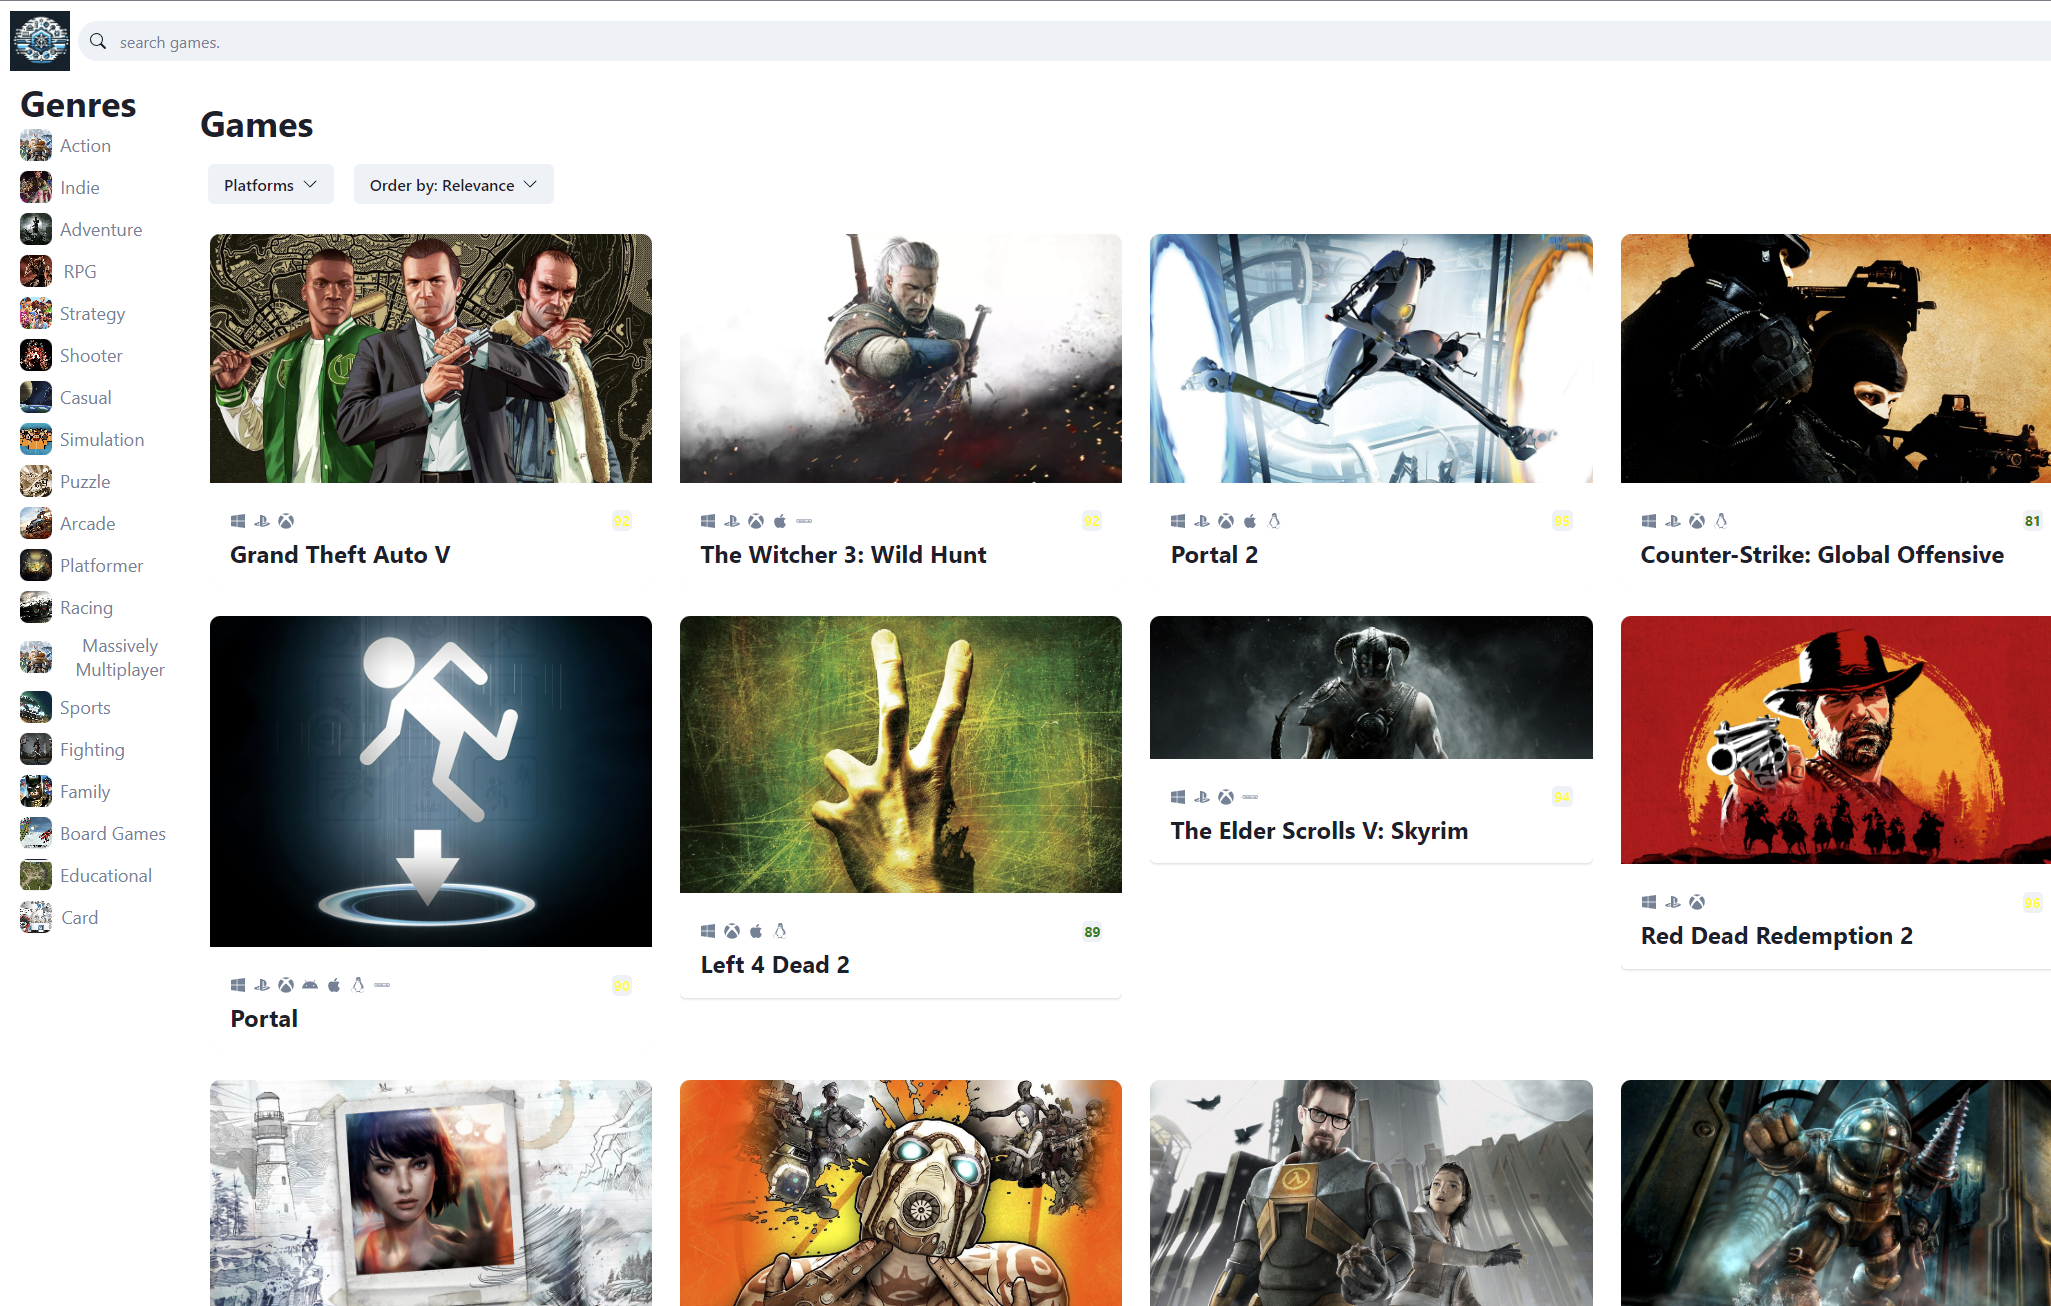 search games.
Genres
Action
Indie
Adventure
RPG
Strategy
Shooter
Casual
Simulation
Puzzle
Arcade
Platformer
Racing
Massively
Multiplayer
Sports
Fighting
Family
Board Games
Educational
Card
Games
Platforms
Order by: Relevance
92
Grand Theft Auto V
92
The Witcher 3: Wild Hunt
95
Portal 2
81
Counter-Strike: Global Offensive
90
Portal
89
Left 4 Dead 2
94
The Elder Scrolls V: Skyrim
96
Red Dead Redemption 2